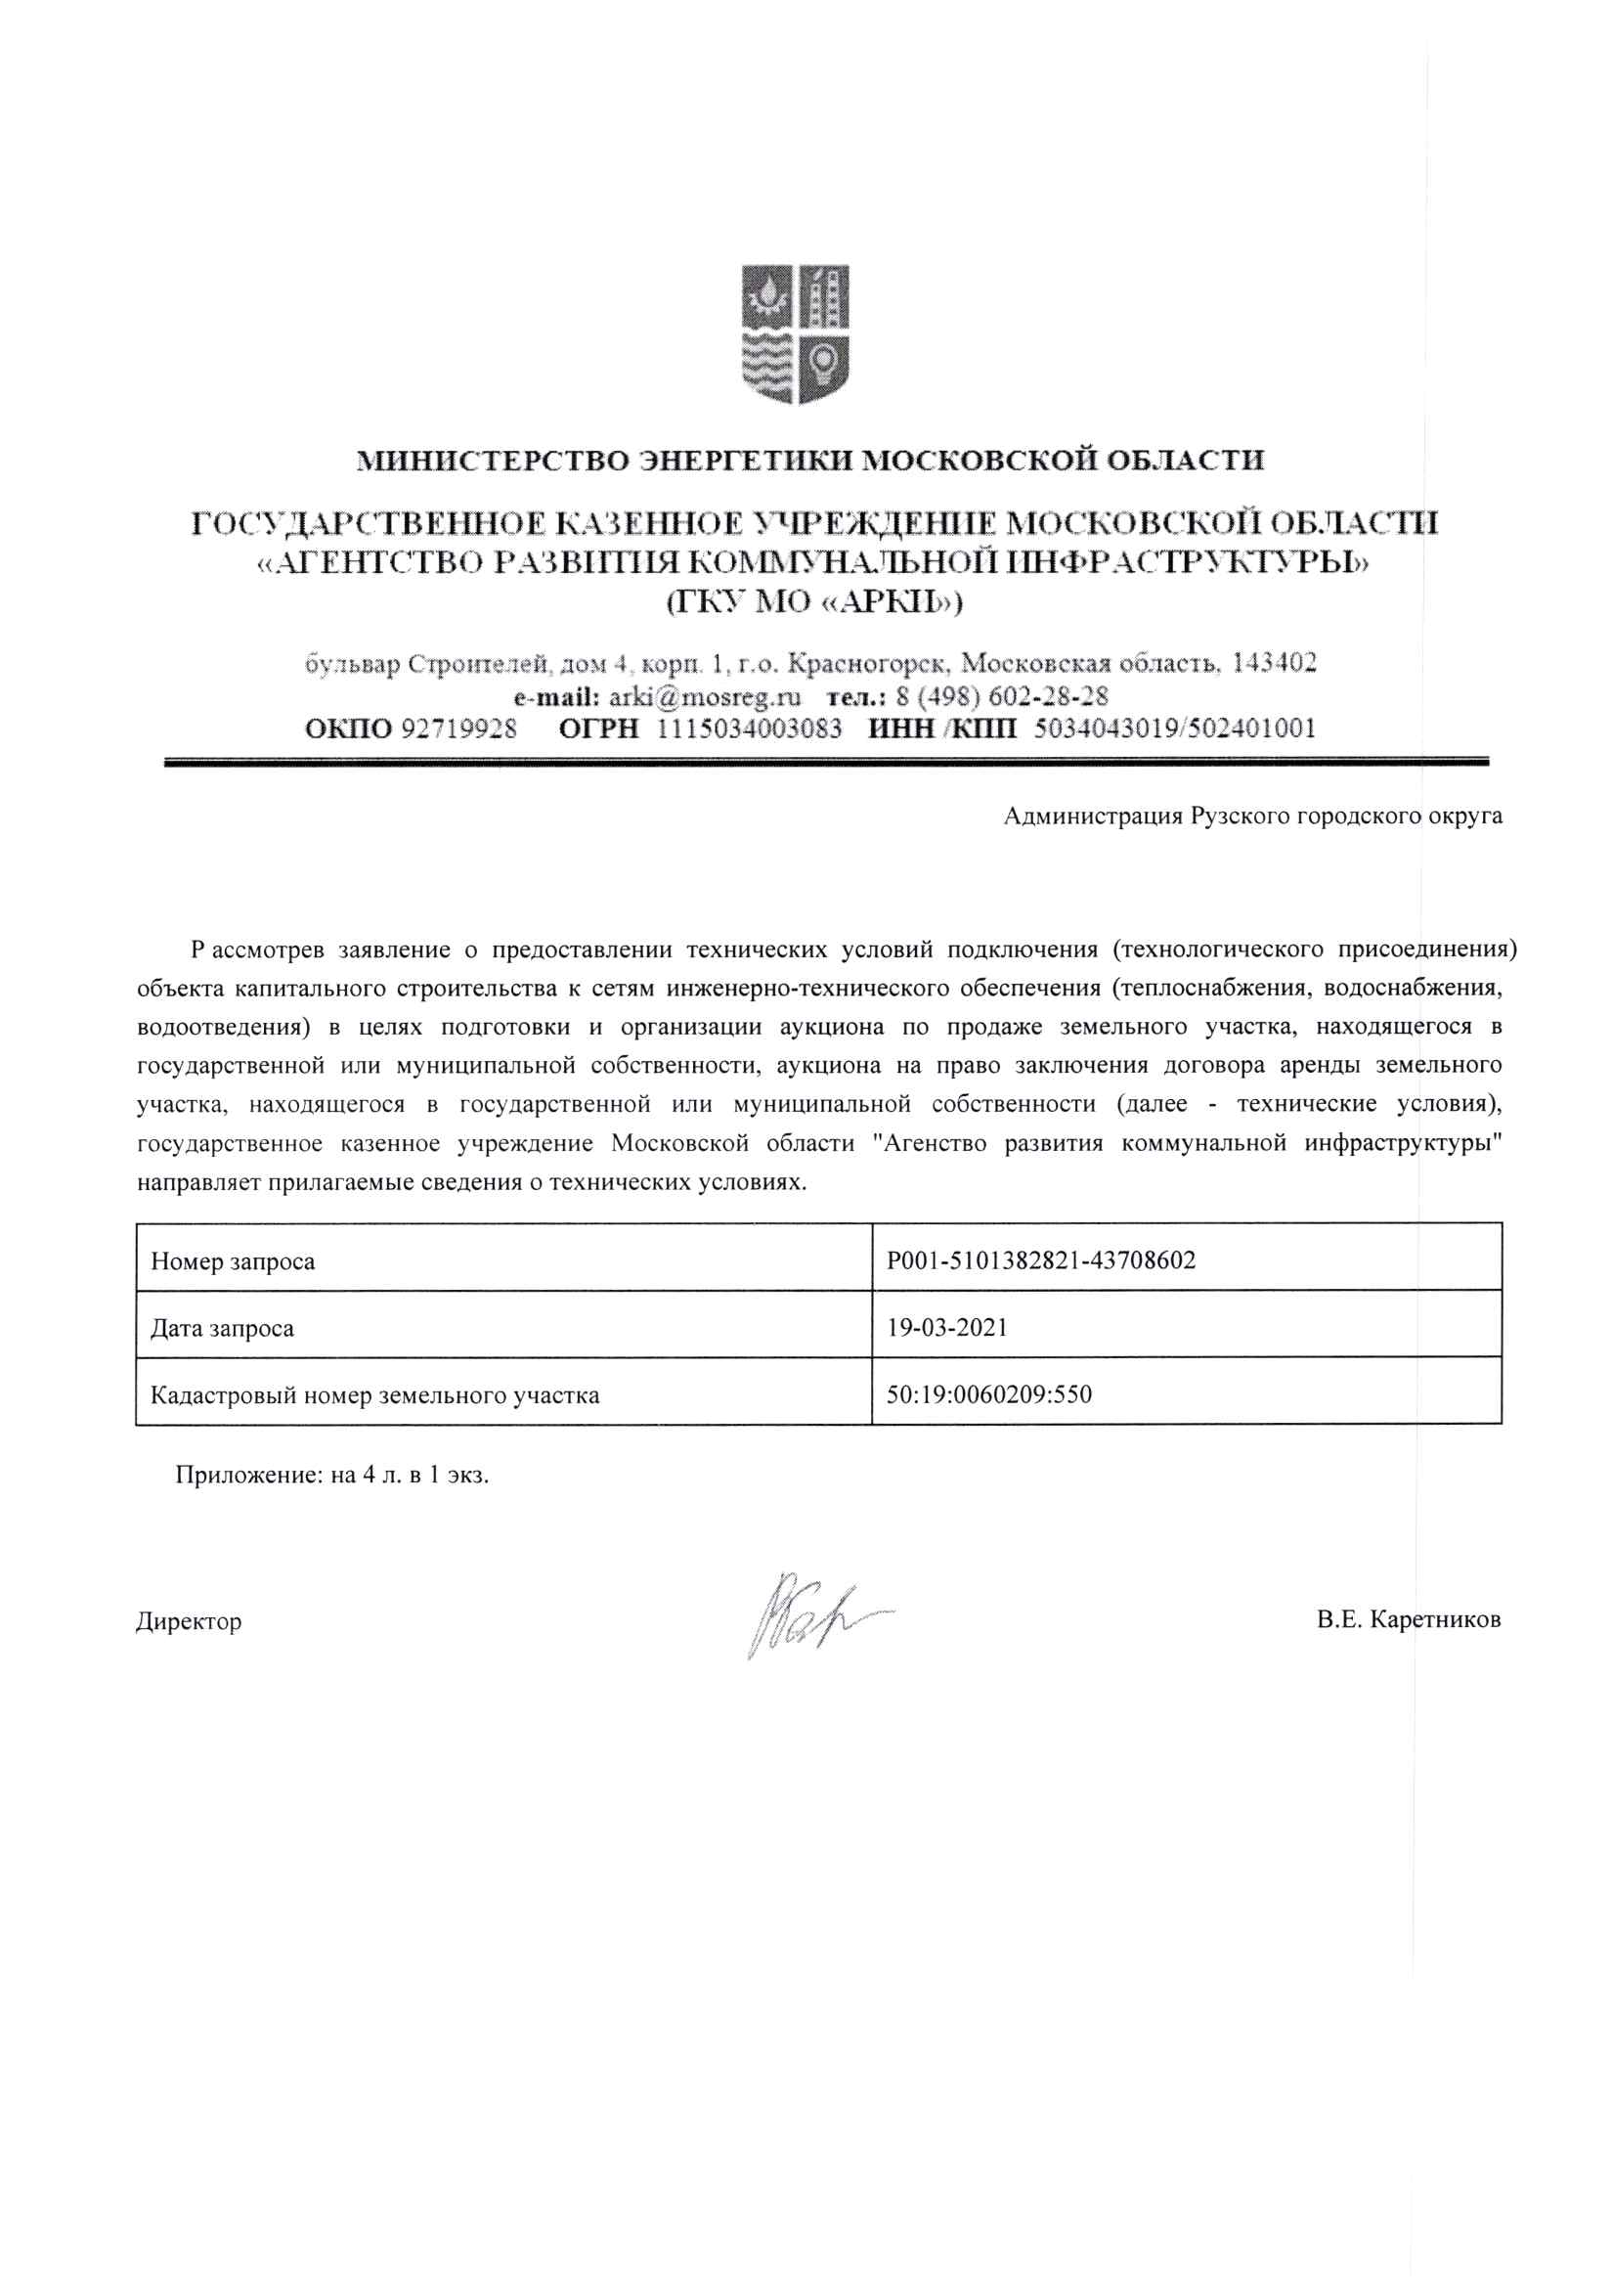 МИНИСТЕРСТВО ЭНЕРГЕТИКИ МОСКОВСКОЙ ОБЛАСТИ
ГОСУДАРСТВЕННОЕ КАЗЕННОЕ УЧРЕЖДЕНИЕ МОСКОВСКОЙ ОБЛАСТИ
«АГЕНТСТВО РАЗВИТИЯ КОММУНАЛЬНОЙ ИНФРАСТРУКТУРЫ»
(ГКУ МО «АРКИ»)
бульвар Строителей, дом 4, корп. 1, г.о. Красногорск, Московская область, 143402
e-mail: arki@mosreg.ru тел.: 8 (498) 602-28-28
ОКПО 92719928 ОГРН 1115034003083 ИНН /КПП 5034043019/502401001
Администрация Рузского городского округа
Р ассмотрев заявление о предоставлении технических условий подключения (технологического присоединения)
объекта капитального строительства к сетям инженерно-технического обеспечения (теплоснабжения, водоснабжения,
водоотведения) в целях подготовки и организации аукциона по продаже земельного участка, находящегося в
государственной или муниципальной собственности, аукциона на право заключения договора аренды земельного
участка, находящегося в государственной или муниципальной собственности (далее - технические условия),
государственное казенное учреждение Московской области "Агенство развития коммунальной инфраструктуры"
направляет прилагаемые сведения о технических условиях.
Номер запроса P001-5101382821-43708602
Дата запроса 19-03-2021
Кадастровый номер земельного участка 50:19:0060209:550
Приложение: на 4 л. в 1 экз.
Директор В.Е. Каретников